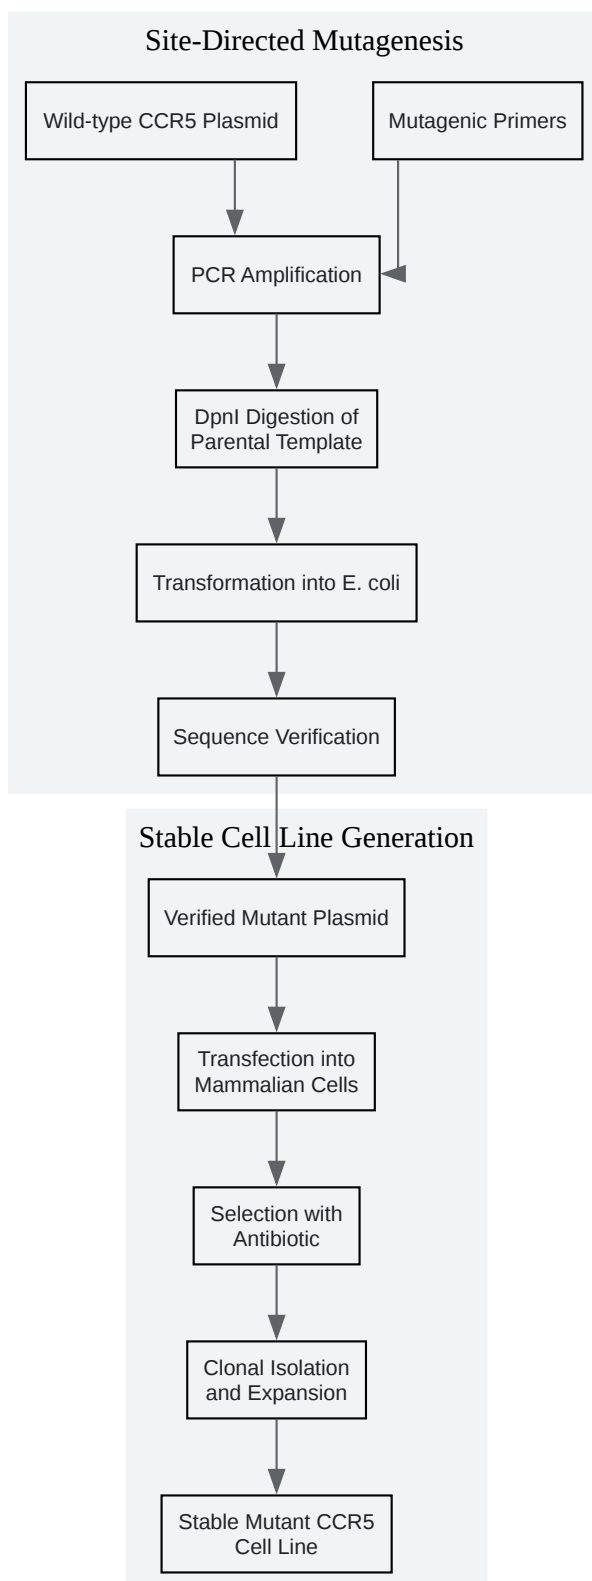 Site-Directed Mutagenesis
Wild-type CCR5 Plasmid
Mutagenic Primers
PCR Amplification
DpnI Digestion of
Parental Template
Transformation into E. coli
Sequence Verification
Stable Cell Line Generation
Verified Mutant Plasmid
Transfection into
Mammalian Cells
Selection with
Antibiotic
Clonal Isolation
and Expansion
Stable Mutant CCR5
Cell Line